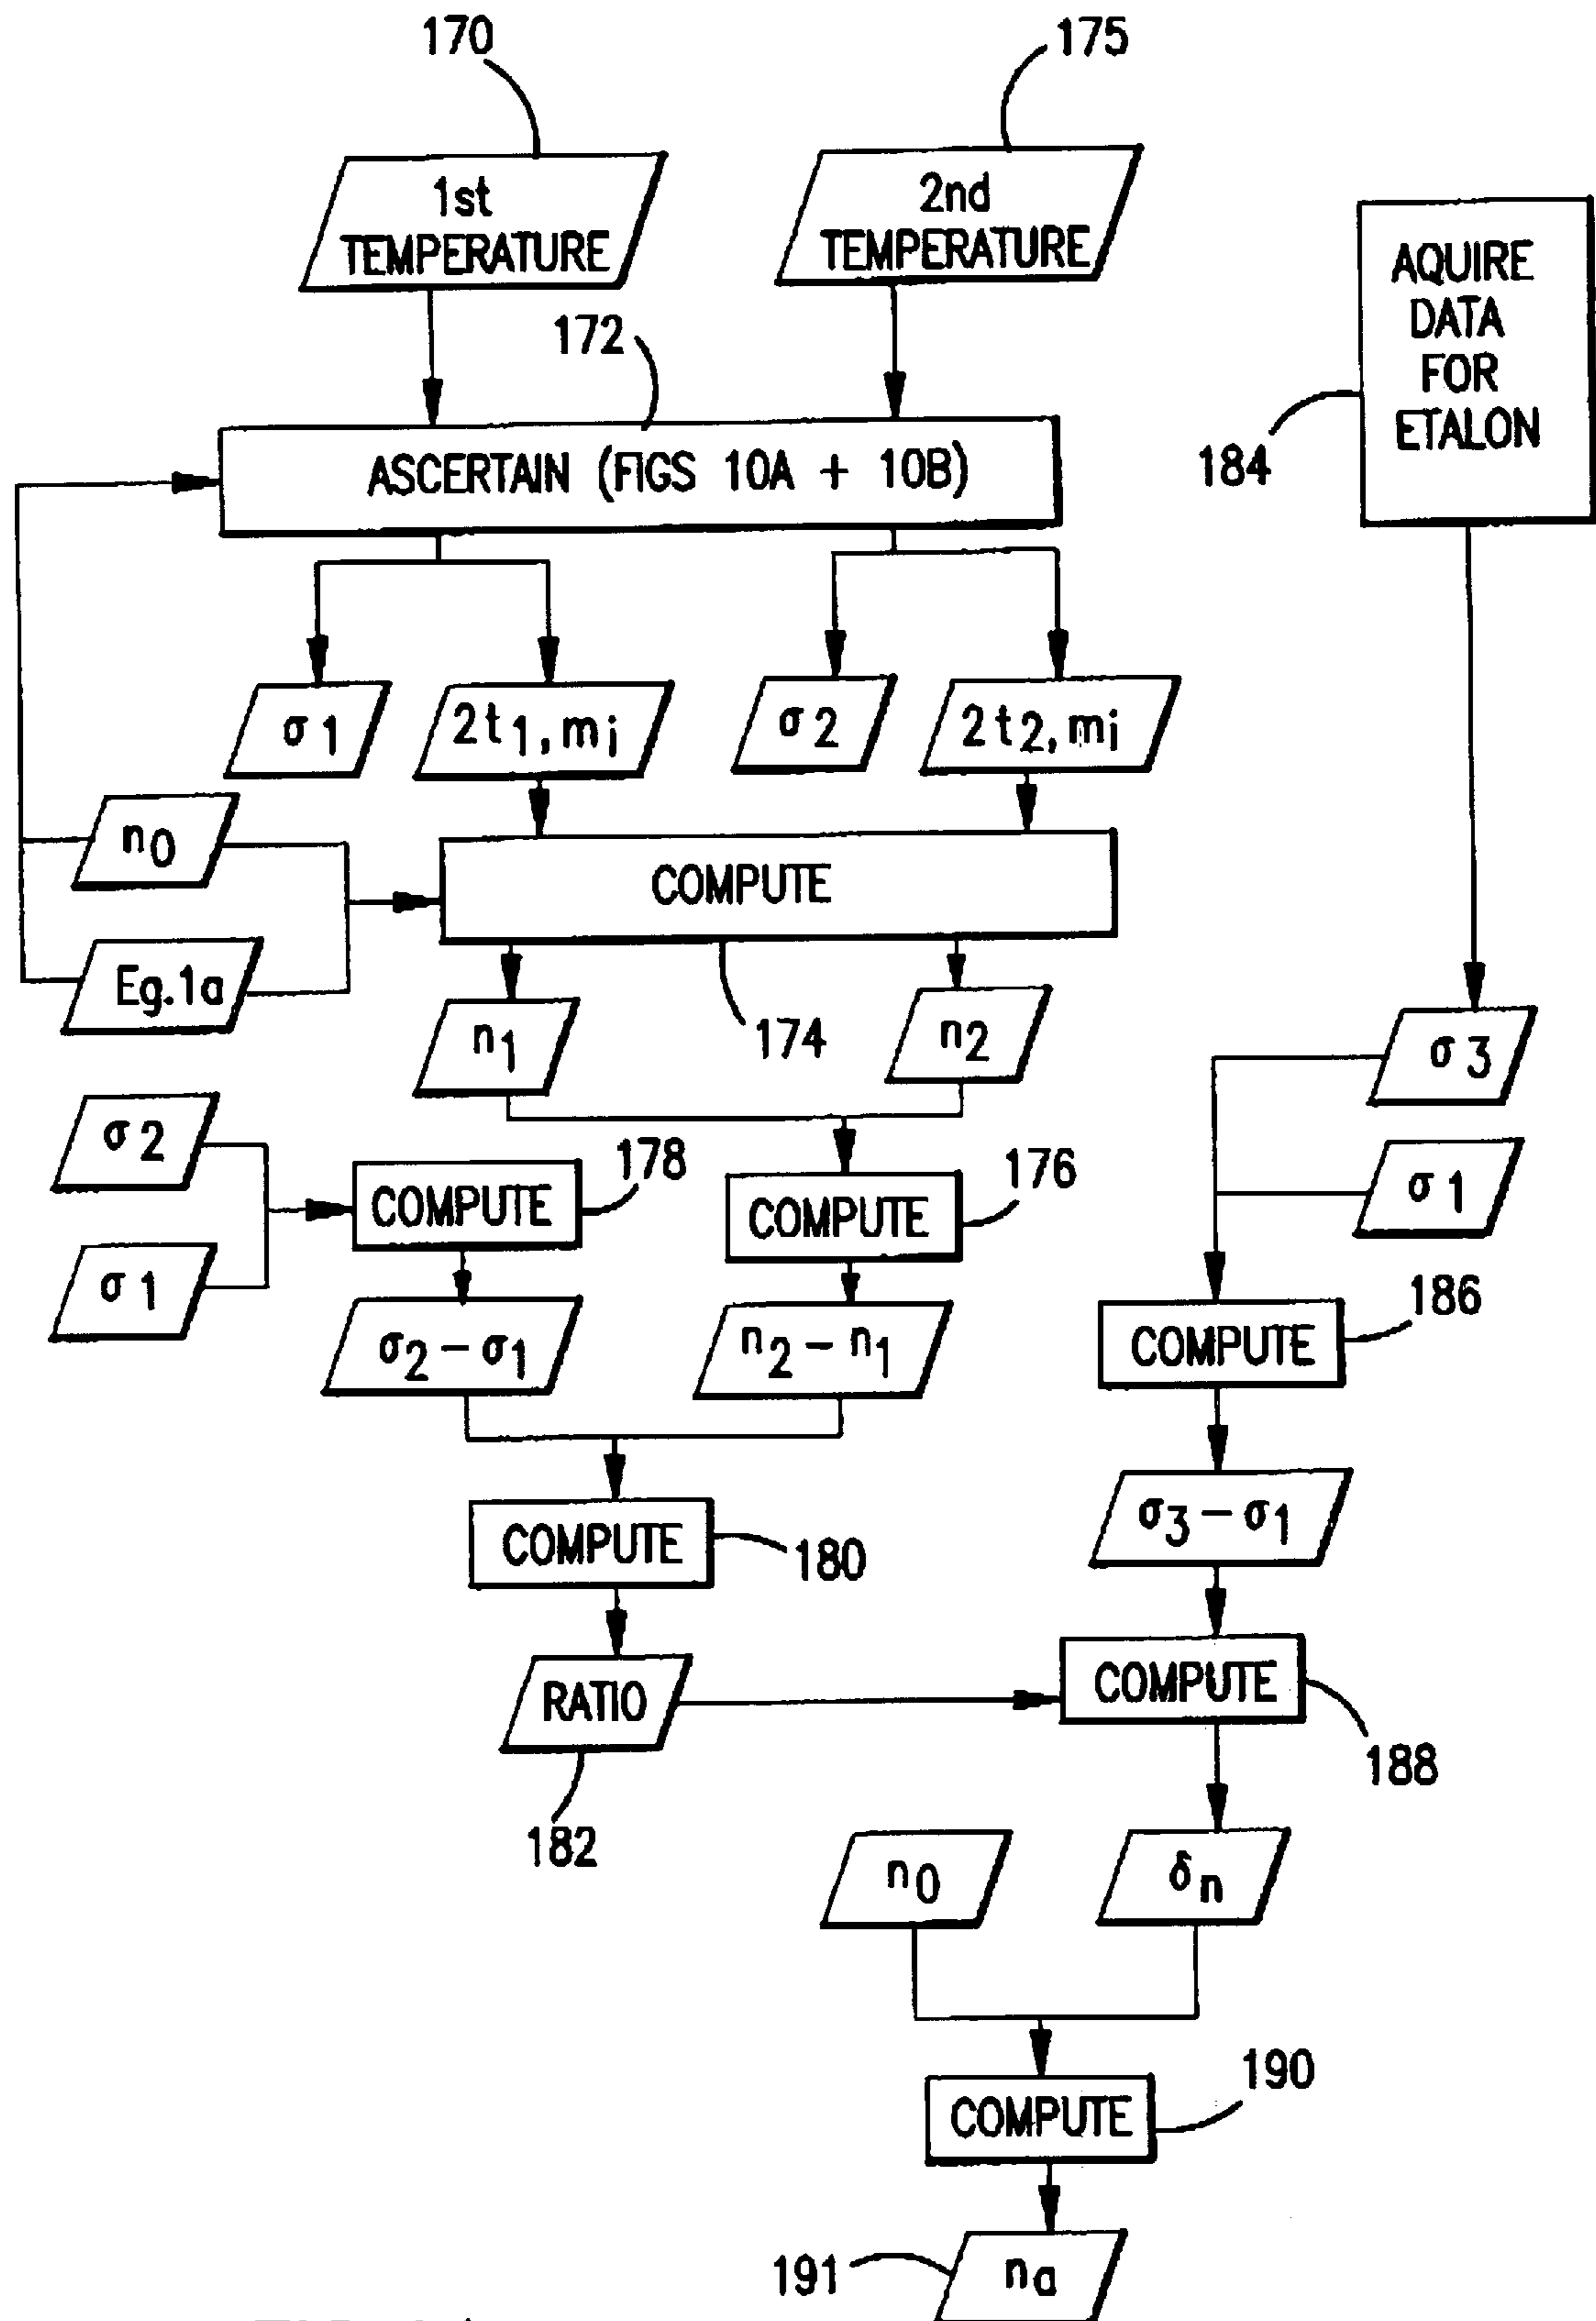 170
175
1st
TEMPERATURE
2nd
TEMPERATURE
AQUIRE
DATA
FOR
ETALON
172
184
ASCERTAIN (FIGS 10A + 10B)
σ1
2t1, mi
σ2
2t2, mi
n0
COMPUTE
Eg.1a
174
n1
n2
σ3
σ2
178
176
σ1
COMPUTE
COMPUTE
σ1
186
σ2 – σ1
n2 – n1
COMPUTE
COMPUTE
180
σ3 – σ1
RATIO
COMPUTE
188
182
n0
δn
190
COMPUTE
191
na